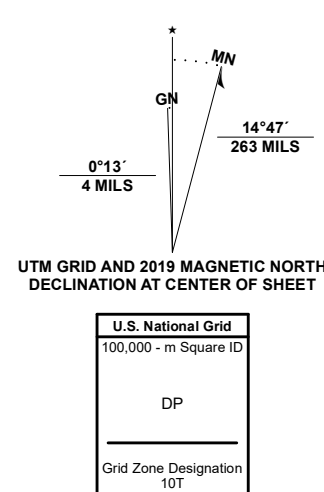 ★
MN
GN
14°47´
263 MILS
0°13´
4 MILS
UTM GRID AND 2019 MAGNETIC NORTH
DECLINATION AT CENTER OF SHEET
U.S. National Grid
100,000 - m Square ID
DP
Grid Zone Designation
10T